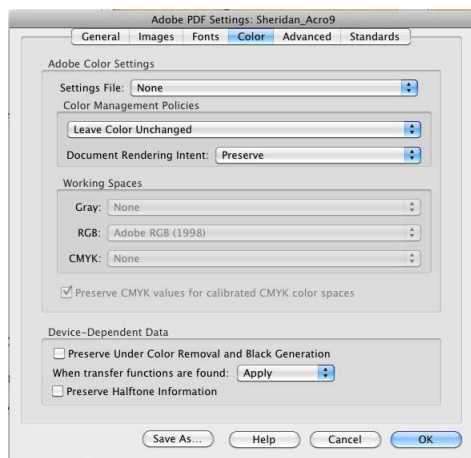 Adobe PDF Settings: Sheridan_Acro9
General Images Fonts Color Advanced Standards
Adobe Color Settings
Settings File: None
Color Management Policies
Leave Color Unchanged
Document Rendering Intent: Preserve
Working Spaces
Gray: None
RGB: Adobe RGB (1998)
CMYK: None
Preserve CMYK values for calibrated CMYK color spaces
Device-Dependent Data
Preserve Under Color Removal and Black Generation
When transfer functions are found: Apply
Preserve Halftone Information
Save As... Help Cancel OK